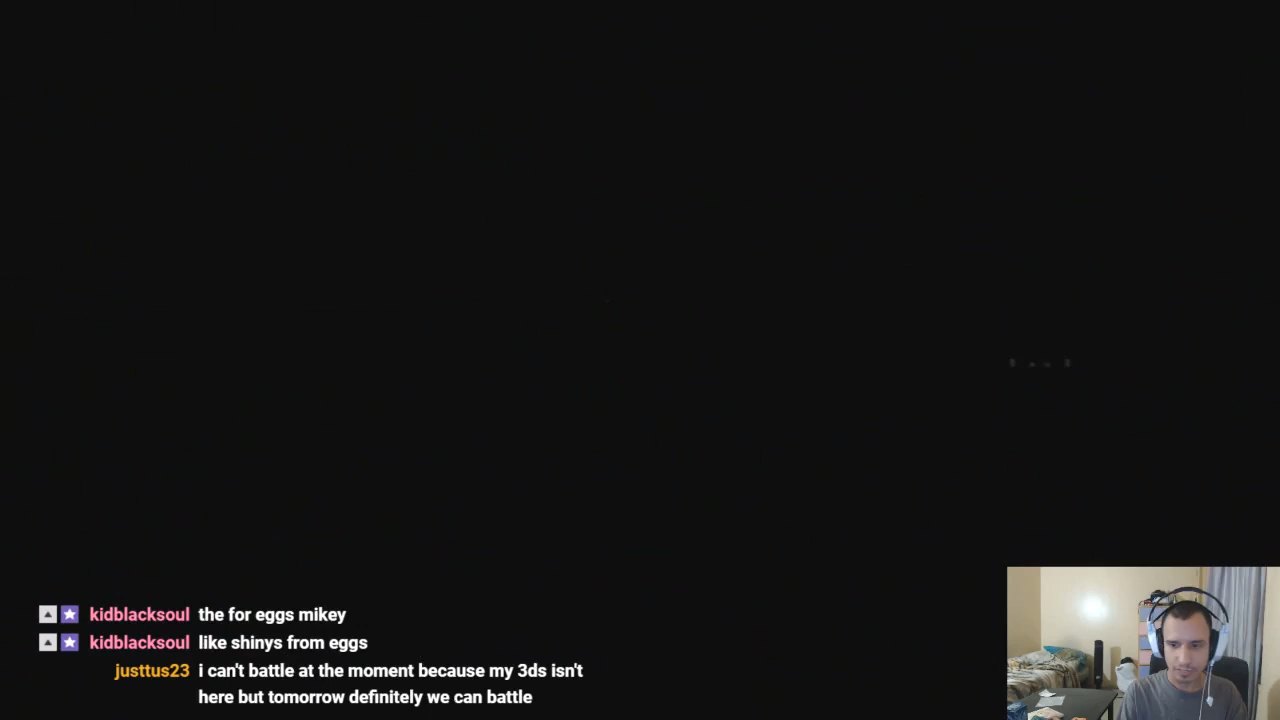 kidblacksoul the for eggs mikey
kidblacksoul like shinys from eggs
justtus23 i can't battle at the moment because my 3ds isn't
here but tomorrow definitely we can battle